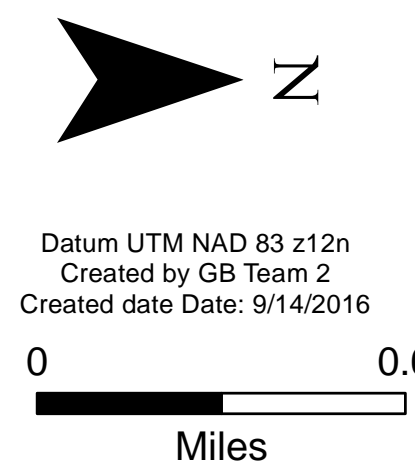 N
Datum UTM NAD 83 z12n
Created by GB Team 2
Created date Date: 9/14/2016
0 0.
Miles